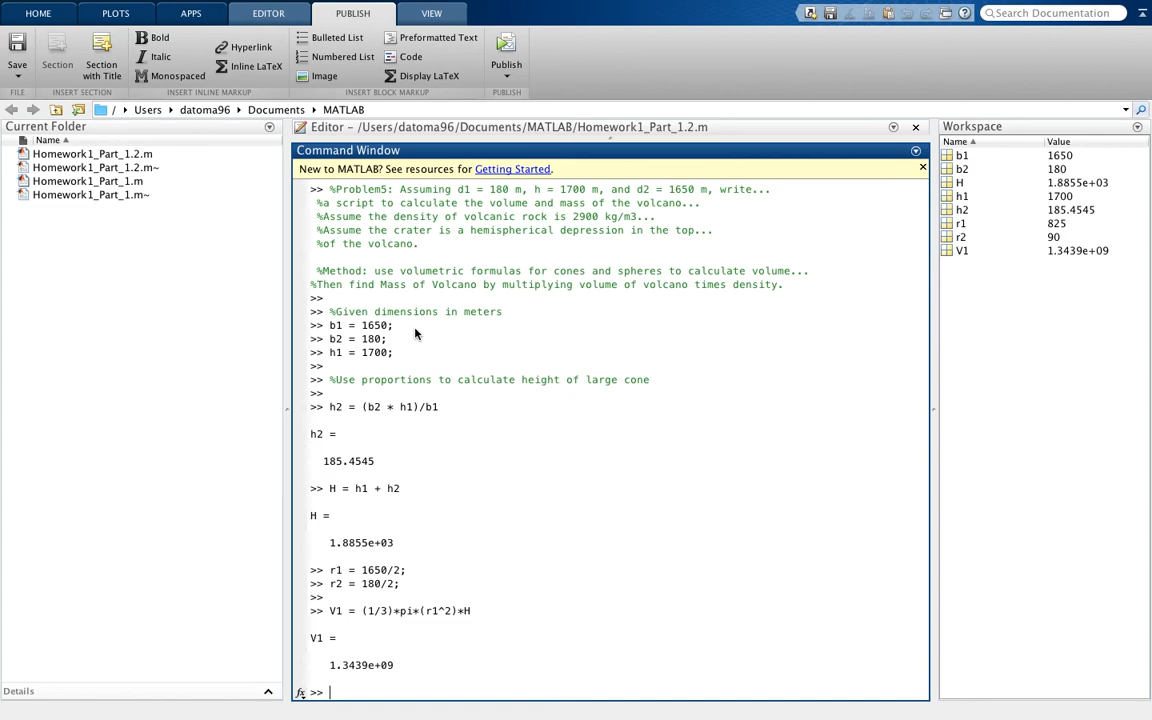 HOME PLOTS APPS EDITOR PUBLISH VIEW
Search Documentation
Save
Section
Section with Title
Bold
Italic
Monospaced
Hyperlink
Inline LaTeX
Bulleted List
Numbered List
Image
Preformatted Text
Code
Display LaTeX
Publish
FILE INSERT SECTION INSERT INLINE MARKUP INSERT BLOCK MARKUP PUBLISH
/ Users datoma96 Documents MATLAB
Current Folder
Name
Homework1_Part_1.2.m
Homework1_Part_1.2.m~
Homework1_Part_1.m
Homework1_Part_1.m~
Details
Editor – /Users/datoma96/Documents/MATLAB/Homework1_Part_1.2.m
Command Window
New to MATLAB? See resources for Getting Started.
>> %Problem5: Assuming d1 = 180 m, h = 1700 m, and d2 = 1650 m, write...
%a script to calculate the volume and mass of the volcano...
%Assume the density of volcanic rock is 2900 kg/m3...
%Assume the crater is a hemispherical depression in the top...
%of the volcano.
%Method: use volumetric formulas for cones and spheres to calculate volume...
%Then find Mass of Volcano by multiplying volume of volcano times density.
>>
>> %Given dimensions in meters
>> b1 = 1650;
>> b2 = 180;
>> h1 = 1700;
>>
>> %Use proportions to calculate height of large cone
>>
>> h2 = (b2 * h1)/b1
h2 =
185.4545
>> H = h1 + h2
H =
1.8855e+03
>> r1 = 1650/2;
>> r2 = 180/2;
>>
>> V1 = (1/3)*pi*(r1^2)*H
V1 =
1.3439e+09
fx >>
Workspace
Name Value
b1 1650
b2 180
H 1.8855e+03
h1 1700
h2 185.4545
r1 825
r2 90
V1 1.3439e+09